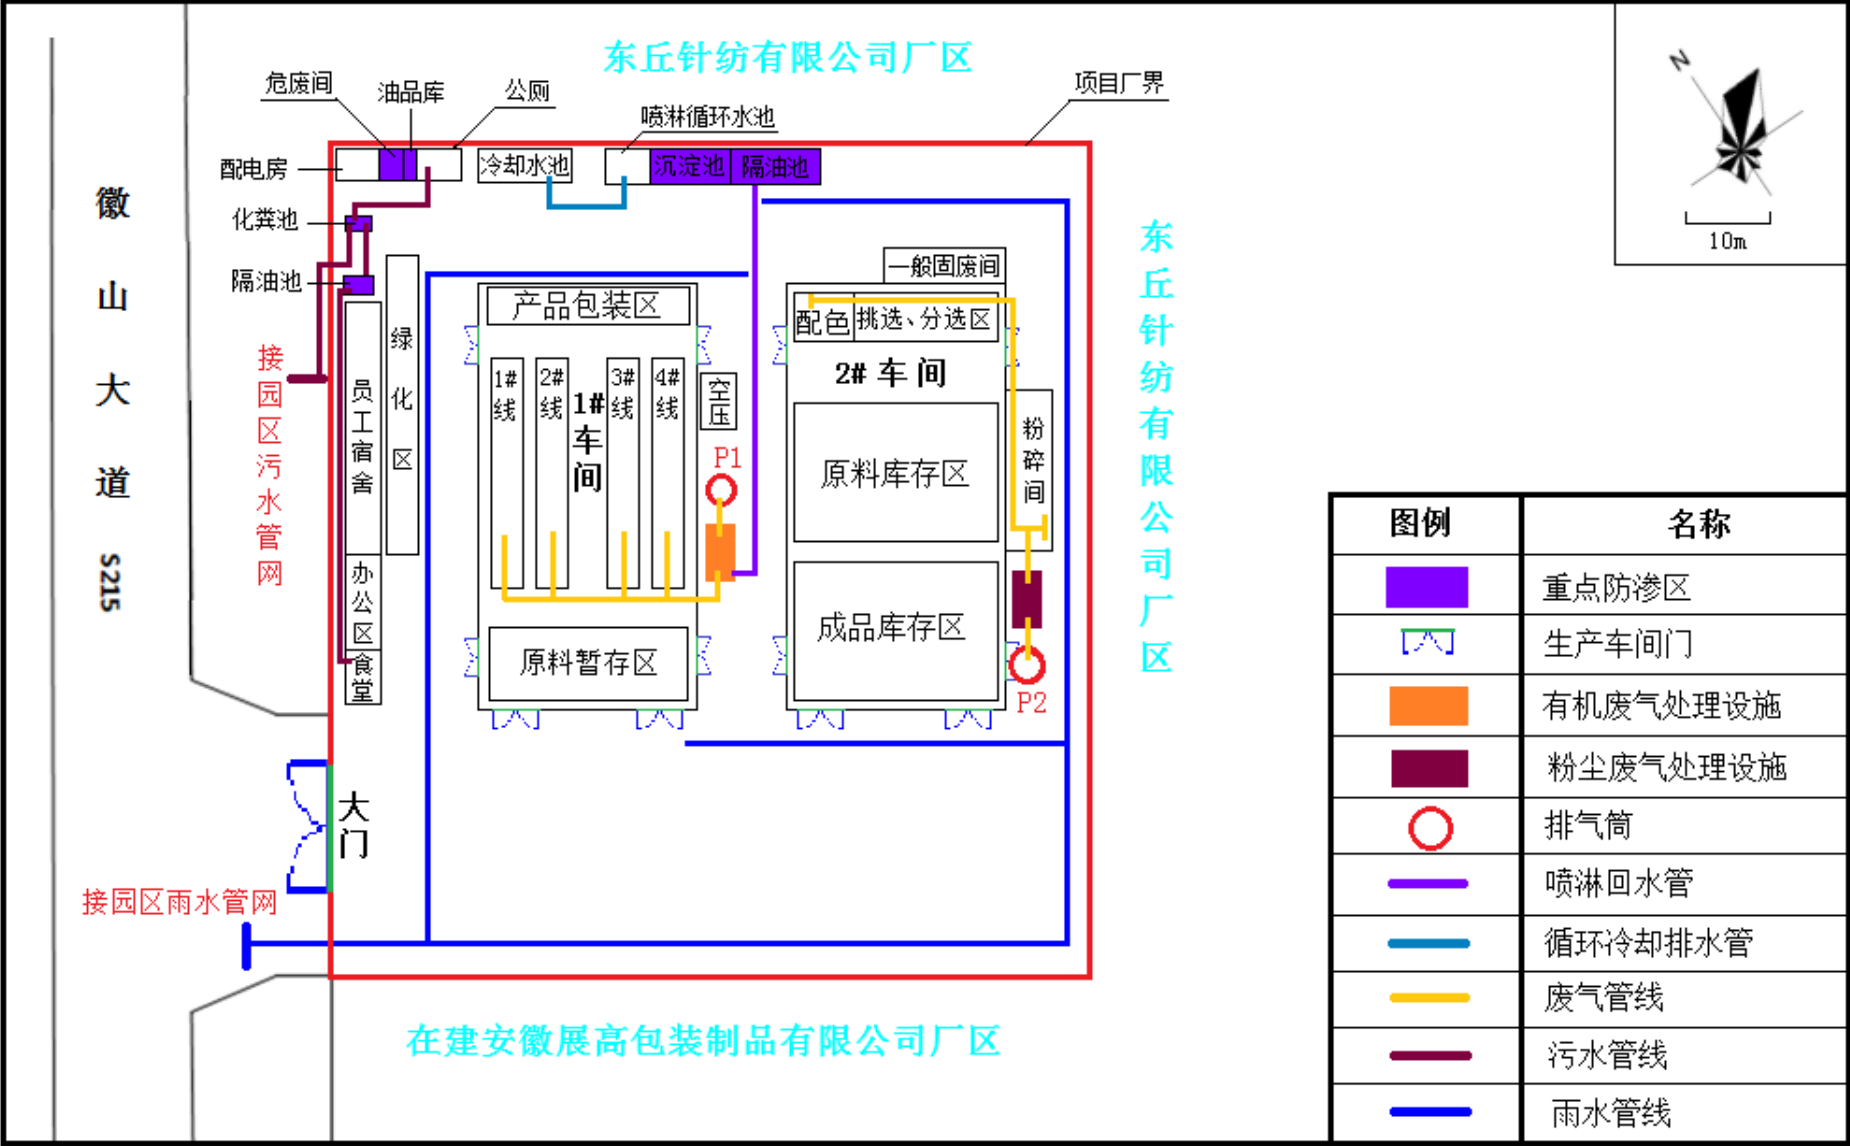 东丘针纺有限公司厂区
危废间
油品库
公厕
项目厂界
喷淋循环水池
配电房
冷却水池
沉淀池
隔油池
化粪池
隔油池
N
10m
徽山大道 S215
东丘针纺有限公司厂区
接园区污水管网
绿化区
员工宿舍
办公区
食堂
产品包装区
1#线
2#线
3#线
4#线
1#车间
空压
P1
原料暂存区
一般固废间
配色
挑选、分选区
2#车间
原料库存区
粉碎间
成品库存区
P2
大门
接园区雨水管网
在建安徽展高包装制品有限公司厂区
图例 名称
重点防渗区
生产车间门
有机废气处理设施
粉尘废气处理设施
排气筒
喷淋回水管
循环冷却排水管
废气管线
污水管线
雨水管线